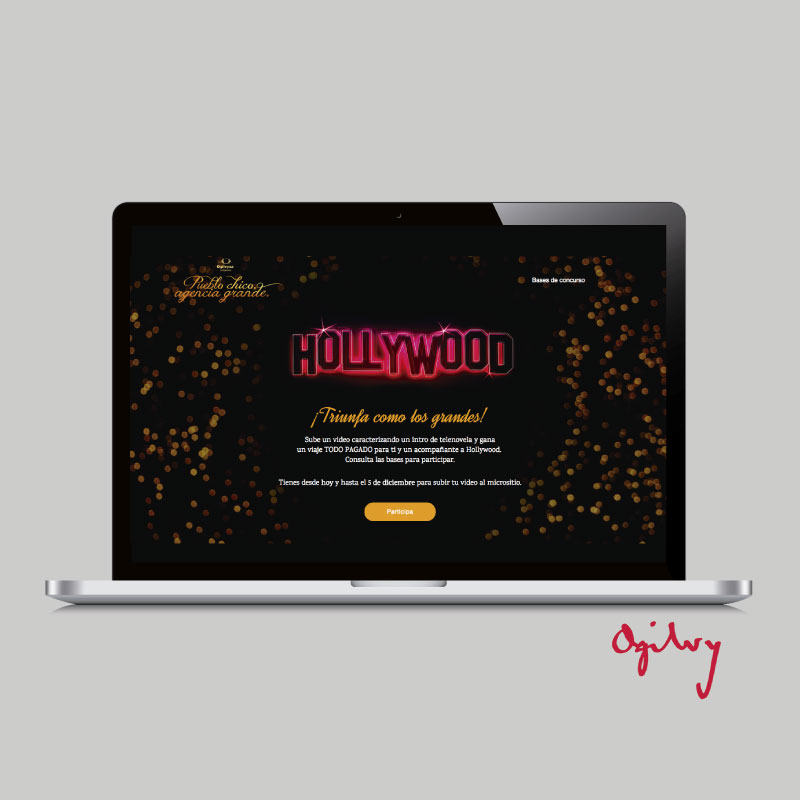 Pueblo chico,
agencia grande.
Bases de concurso
HOLLYWOOD
¡Triunfa como los grandes!
Sube un video caracterizando un intro de telenovela y gana
un viaje TODO PAGADO para ti y un acompañante a Hollywood.
Consulta las bases para participar.
Tienes desde hoy y hasta el 5 de diciembre para subir tu video al micrositio.
Participa
Ogilvy